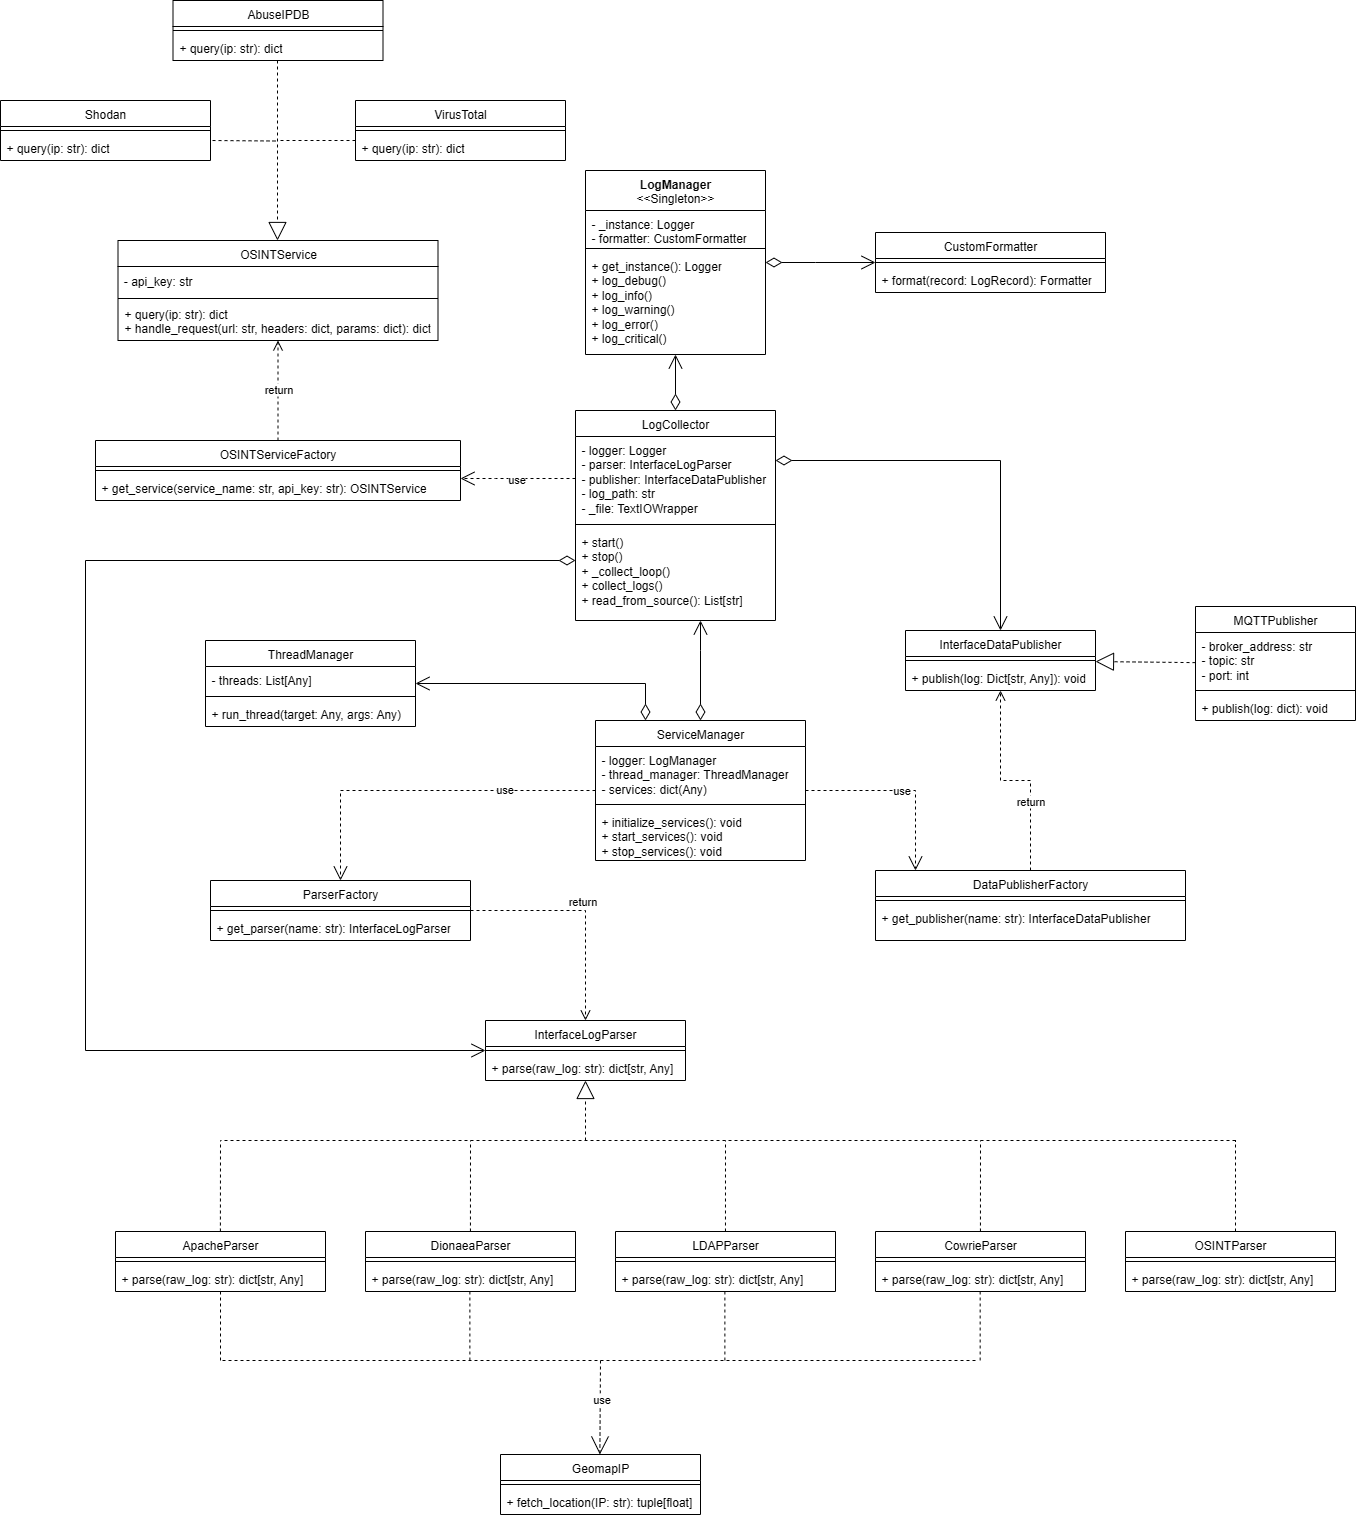 AbuseIPDB
+ query(ip: str): dict
Shodan
+ query(ip: str): dict
VirusTotal
+ query(ip: str): dict
LogManager
<<Singleton>>
- _instance: Logger
- formatter: CustomFormatter
+ get_instance(): Logger
+ log_debug()
+ log_info()
+ log_warning()
+ log_error()
+ log_critical()
CustomFormatter
+ format(record: LogRecord): Formatter
OSINTService
- api_key: str
+ query(ip: str): dict
+ handle_request(url: str, headers: dict, params: dict): dict
return
OSINTServiceFactory
+ get_service(service_name: str, api_key: str): OSINTService
use
LogCollector
- logger: Logger
- parser: InterfaceLogParser
- publisher: InterfaceDataPublisher
- log_path: str
- _file: TextIOWrapper
+ start()
+ stop()
+ _collect_loop()
+ collect_logs()
+ read_from_source(): List[str]
ThreadManager
- threads: List[Any]
+ run_thread(target: Any, args: Any)
InterfaceDataPublisher
+ publish(log: Dict[str, Any]): void
MQTTPublisher
- broker_address: str
- topic: str
- port: int
+ publish(log: dict): void
ServiceManager
- logger: LogManager
- thread_manager: ThreadManager
- services: dict(Any)
+ initialize_services(): void
+ start_services(): void
+ stop_services(): void
use
use
return
ParserFactory
+ get_parser(name: str): InterfaceLogParser
return
DataPublisherFactory
+ get_publisher(name: str): InterfaceDataPublisher
InterfaceLogParser
+ parse(raw_log: str): dict[str, Any]
ApacheParser
+ parse(raw_log: str): dict[str, Any]
DionaeaParser
+ parse(raw_log: str): dict[str, Any]
LDAPParser
+ parse(raw_log: str): dict[str, Any]
CowrieParser
+ parse(raw_log: str): dict[str, Any]
OSINTParser
+ parse(raw_log: str): dict[str, Any]
use
GeomapIP
+ fetch_location(IP: str): tuple[float]